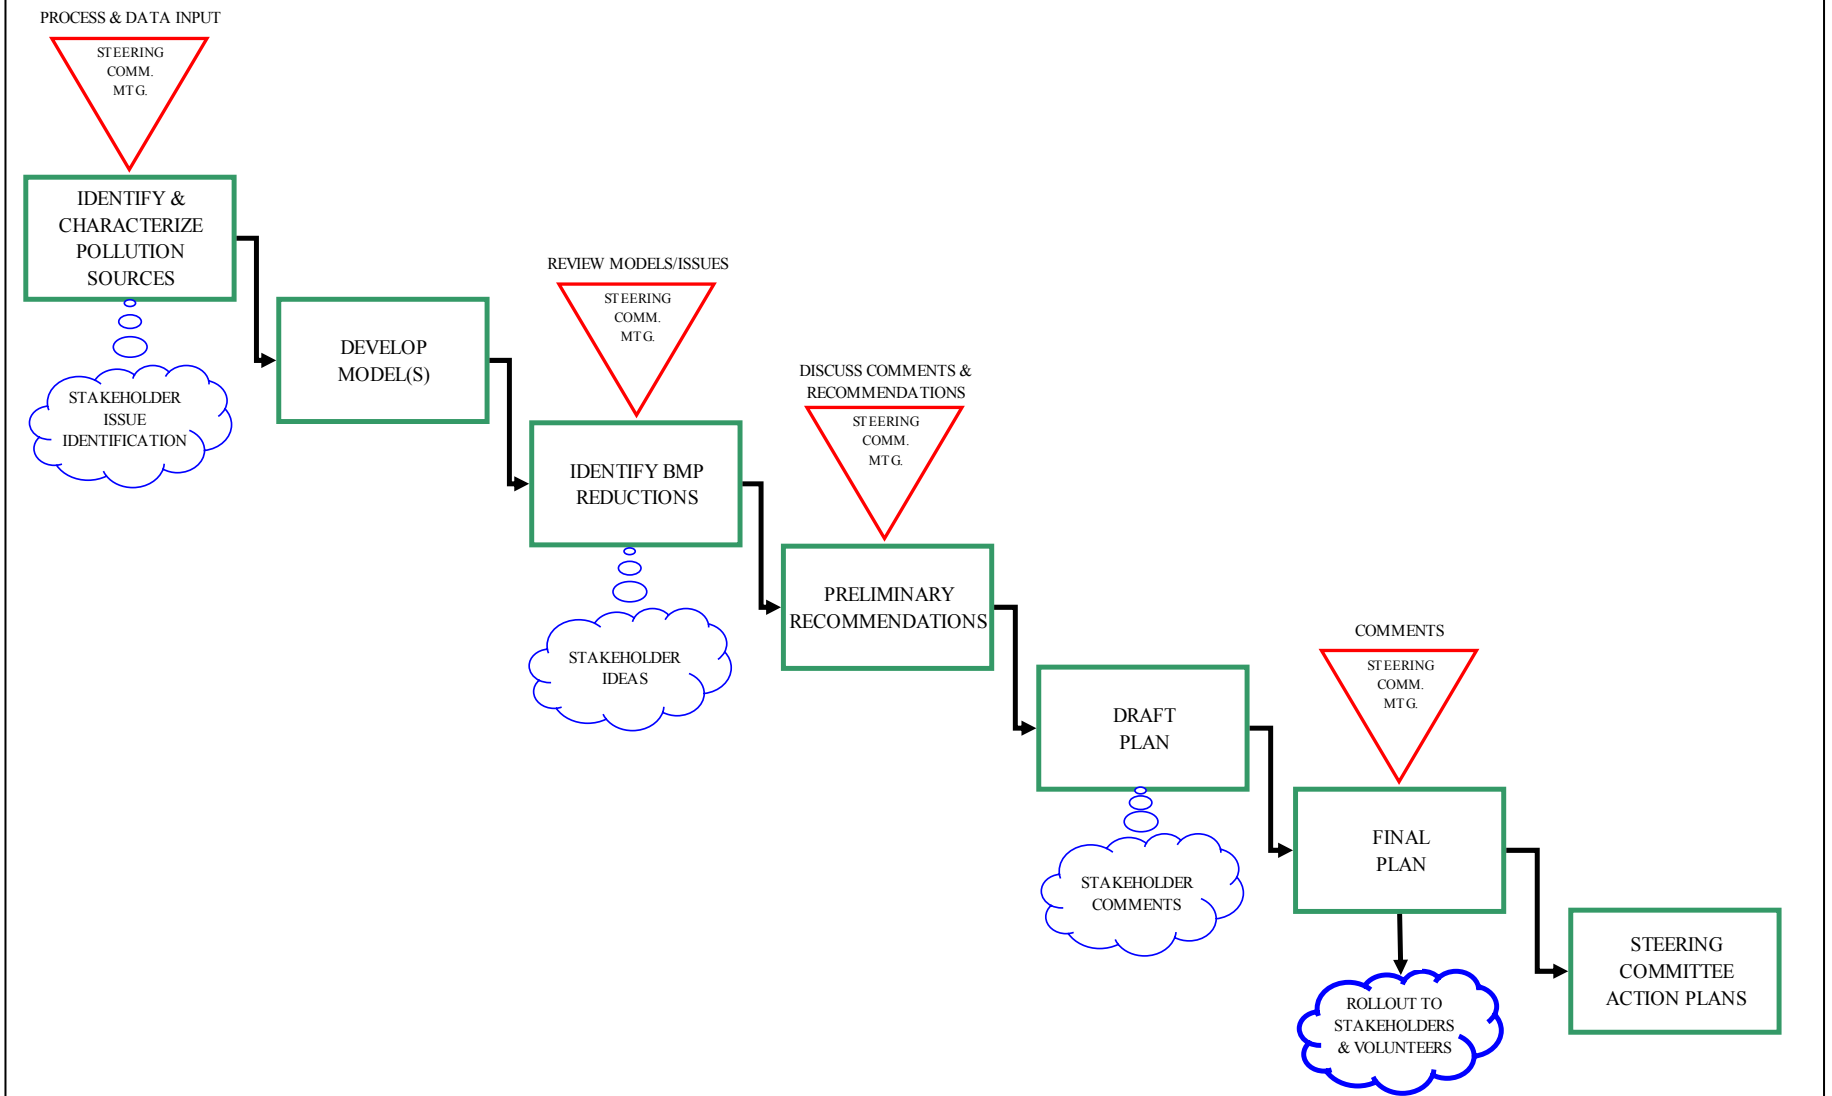 PROCESS & DATA INPUT
STEERING
COMM.
MTG.
IDENTIFY &
CHARACTERIZE
POLLUTION
SOURCES
STAKEHOLDER
ISSUE
IDENTIFICATION
DEVELOP
MODEL(S)
REVIEW MODELS/ISSUES
STEERING
COMM.
MTG.
IDENTIFY BMP
REDUCTIONS
STAKEHOLDER
IDEAS
DISCUSS COMMENTS &
RECOMMENDATIONS
STEERING
COMM.
MTG.
PRELIMINARY
RECOMMENDATIONS
DRAFT
PLAN
STAKEHOLDER
COMMENTS
COMMENTS
STEERING
COMM.
MTG.
FINAL
PLAN
ROLLOUT TO
STAKEHOLDERS
& VOLUNTEERS
STEERING
COMMITTEE
ACTION PLANS